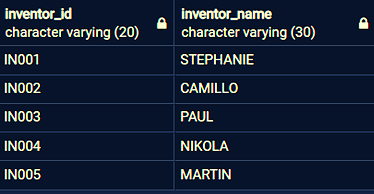 inventor_id inventor_name
character varying (20) character varying (30)
IN001 STEPHANIE
IN002 CAMILLO
IN003 PAUL
IN004 NIKOLA
IN005 MARTIN